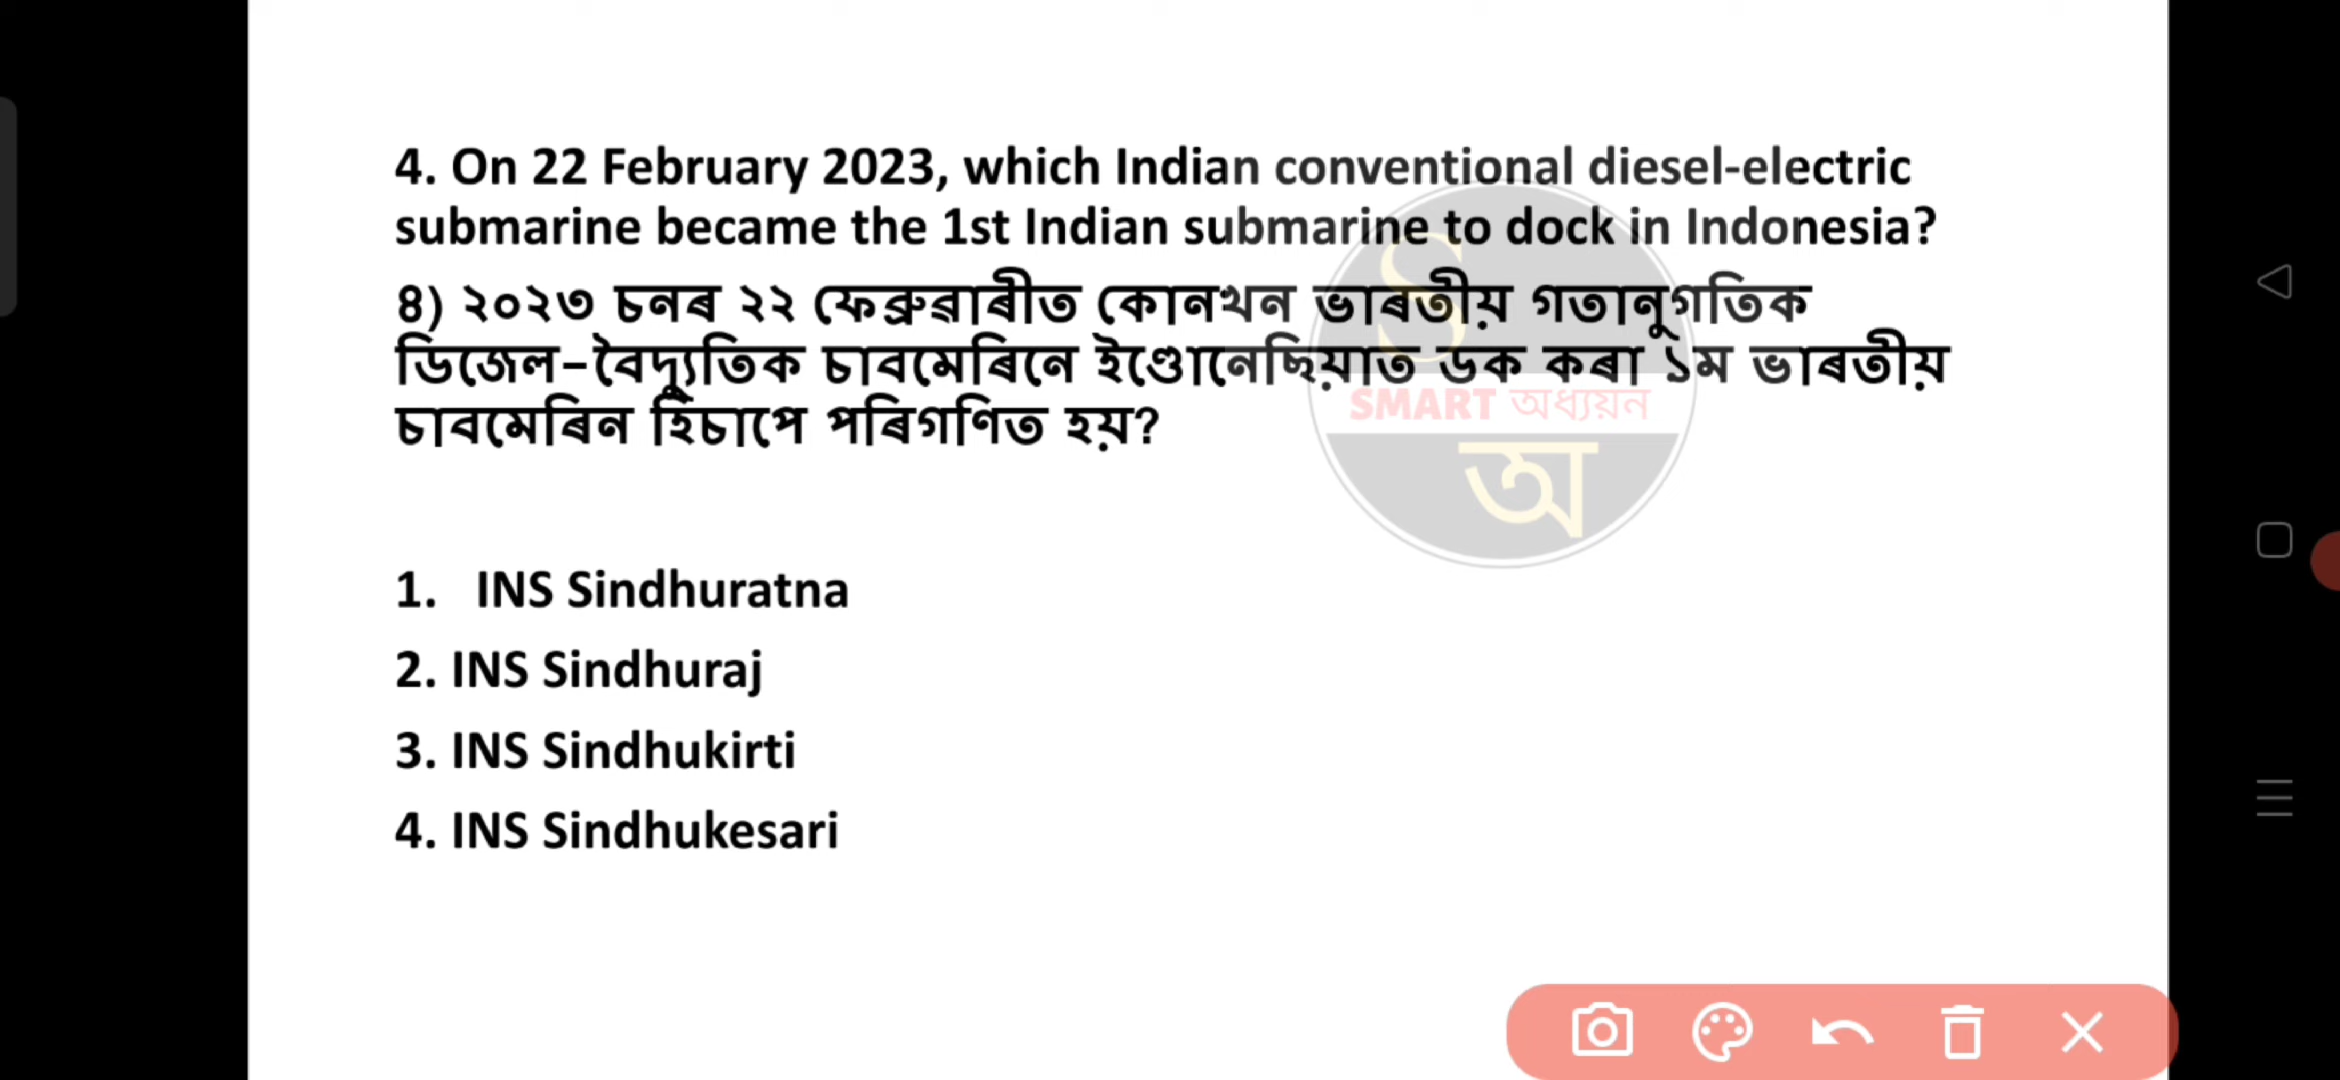 4. On 22 February 2023, which Indian conventional diesel-electric
submarine became the 1st Indian submarine to dock in Indonesia?
8) ২০২৩ চনৰ ২২ ফেব্ৰুৱাৰীত কোনখন ভাৰতীয় গতানুগতিক
ডিজেল-বৈদ্যুতিক চাবমেৰিনে ইণ্ডোনেছিয়াত ডক কৰা ১ম ভাৰতীয়
চাবমেৰিন হিচাপে পৰিগণিত হয়?
S
SMART অধ্যয়ন
অ
1. INS Sindhuratna
2. INS Sindhuraj
3. INS Sindhukirti
4. INS Sindhukesari